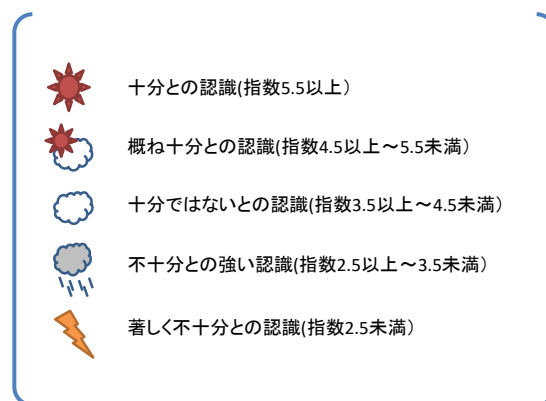 十分との認識(指数5.5以上)
概ね十分との認識(指数4.5以上～5.5未満)
十分ではないとの認識(指数3.5以上～4.5未満)
不十分との強い認識(指数2.5以上～3.5未満)
著しく不十分との認識(指数2.5未満)